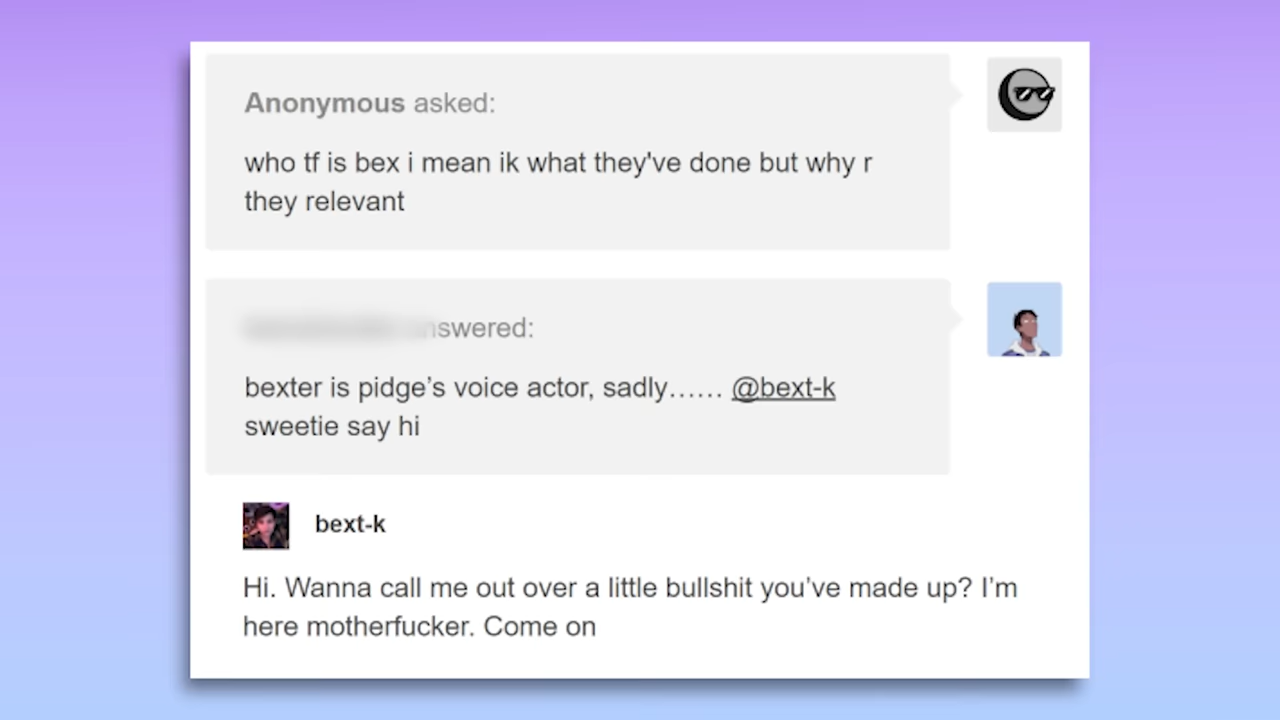 Anonymous asked:
who tf is bex i mean ik what they've done but why r
they relevant
answered:
bexter is pidge’s voice actor, sadly…… @bext-k
sweetie say hi
bext-k
Hi. Wanna call me out over a little bullshit you’ve made up? I’m
here motherfucker. Come on